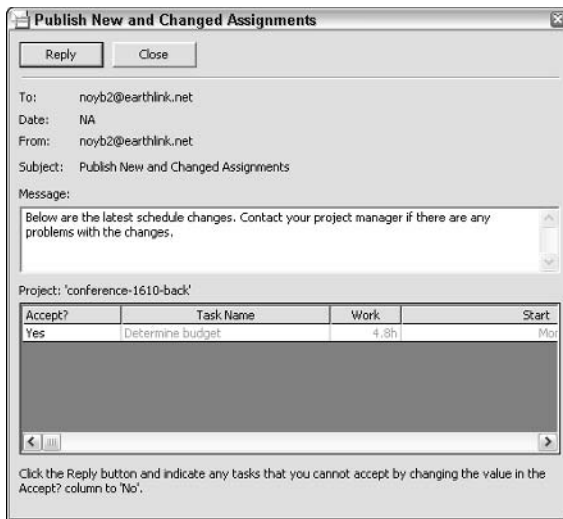 Publish New and Changed Assignments
Reply Close
To: noyb2@earthlink.net
Date: NA
From: noyb2@earthlink.net
Subject: Publish New and Changed Assignments
Message:
Below are the latest schedule changes. Contact your project manager if there are any
problems with the changes.
Project: 'conference-1610-back'
Accept? Task Name Work Start
Yes Determine budget 4.8h Mor
Click the Reply button and indicate any tasks that you cannot accept by changing the value in the
Accept? column to 'No'.